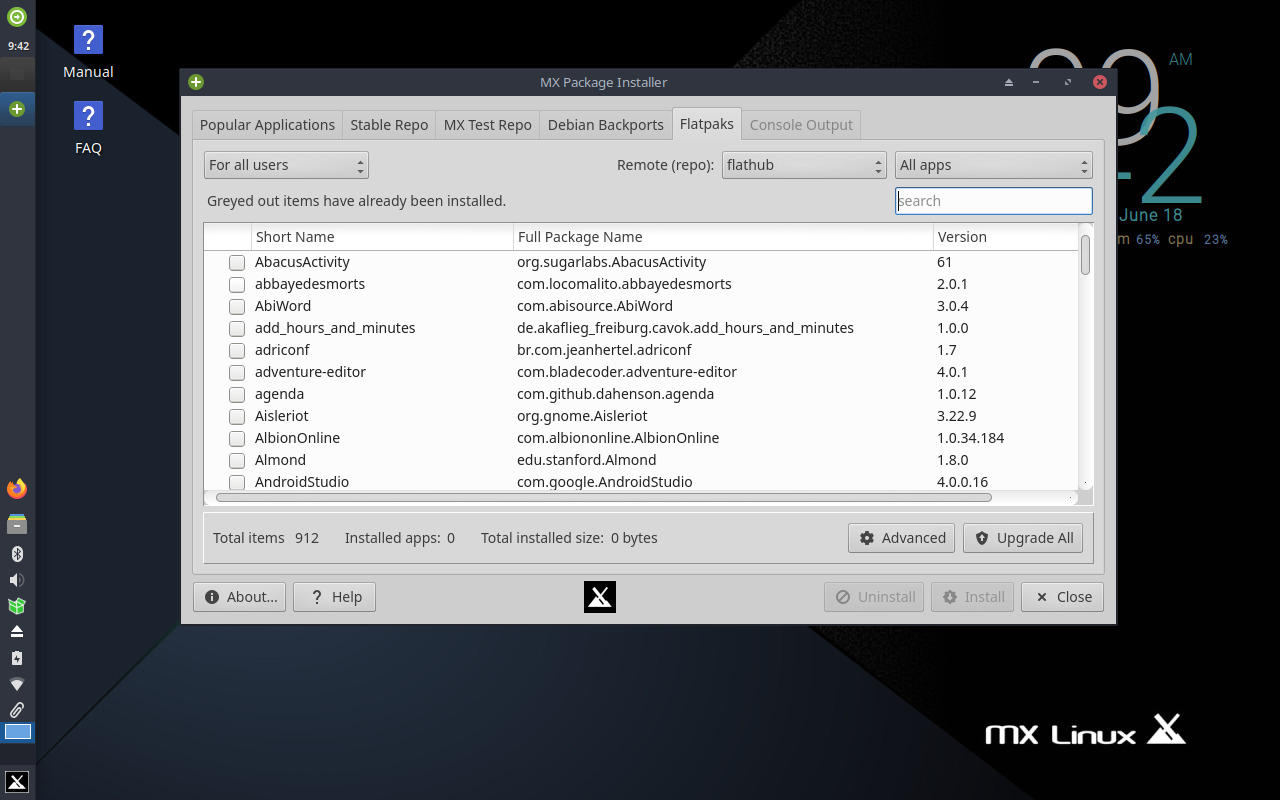 9:42
Manual
FAQ
MX Package Installer
Popular Applications
Stable Repo
MX Test Repo
Debian Backports
Flatpaks
Console Output
For all users
Remote (repo):
flathub
All apps
Greyed out items have already been installed.
search
Short Name Full Package Name Version
AbacusActivity org.sugarlabs.AbacusActivity 61
abbayedesmorts com.locomalito.abbayedesmorts 2.0.1
AbiWord com.abisource.AbiWord 3.0.4
add_hours_and_minutes de.akaflieg_freiburg.cavok.add_hours_and_minutes 1.0.0
adriconf br.com.jeanhertel.adriconf 1.7
adventure-editor com.bladecoder.adventure-editor 4.0.1
agenda com.github.dahenson.agenda 1.0.12
Aisleriot org.gnome.Aisleriot 3.22.9
AlbionOnline com.albiononline.AlbionOnline 1.0.34.184
Almond edu.stanford.Almond 1.8.0
AndroidStudio com.google.AndroidStudio 4.0.0.16
Total items 912 Installed apps: 0 Total installed size: 0 bytes
Advanced
Upgrade All
About...
? Help
Uninstall
Install
Close
AM
June 18
65% cpu 23%
MX Linux